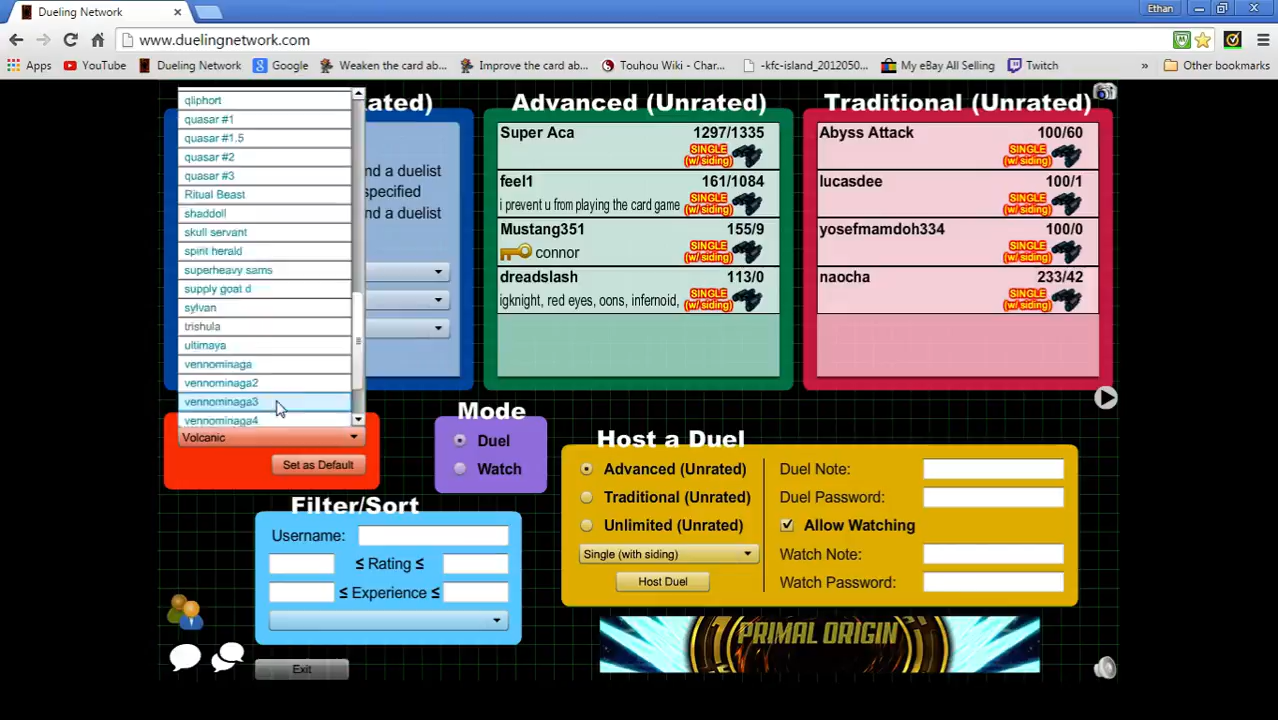 Dueling Network
Ethan
www.duelingnetwork.com
Apps YouTube Dueling Network Google Weaken the card ab... Improve the card ab... Touhou Wiki - Char... -kfc-island_2012050... My eBay All Selling Twitch » Other bookmarks
ated) Advanced (Unrated) Traditional (Unrated)
qliphort
quasar #1
quasar #1.5
quasar #2
quasar #3
Ritual Beast
shaddoll
skull servant
spirit herald
superheavy sams
supply goat d
sylvan
trishula
ultimaya
vennominaga
vennominaga2
vennominaga3
vennominaga4
Volcanic
Set as Default
nd a duelist
specified
nd a duelist
Super Aca 1297/1335
SINGLE
(w/ siding)
feel1 161/1084
i prevent u from playing the card game SINGLE
(w/ siding)
Mustang351 155/9
connor SINGLE
(w/ siding)
dreadslash 113/0
igknight, red eyes, oons, infernoid, SINGLE
(w/ siding)
Abyss Attack 100/60
SINGLE
(w/ siding)
lucasdee 100/1
SINGLE
(w/ siding)
yosefmamdoh334 100/0
SINGLE
(w/ siding)
naocha 233/42
SINGLE
(w/ siding)
Mode
Duel
Watch
Host a Duel
Advanced (Unrated)
Traditional (Unrated)
Unlimited (Unrated)
Single (with siding)
Host Duel
Duel Note:
Duel Password:
Allow Watching
Watch Note:
Watch Password:
Filter/Sort
Username:
≤ Rating ≤
≤ Experience ≤
Exit
PRIMAL ORIGIN